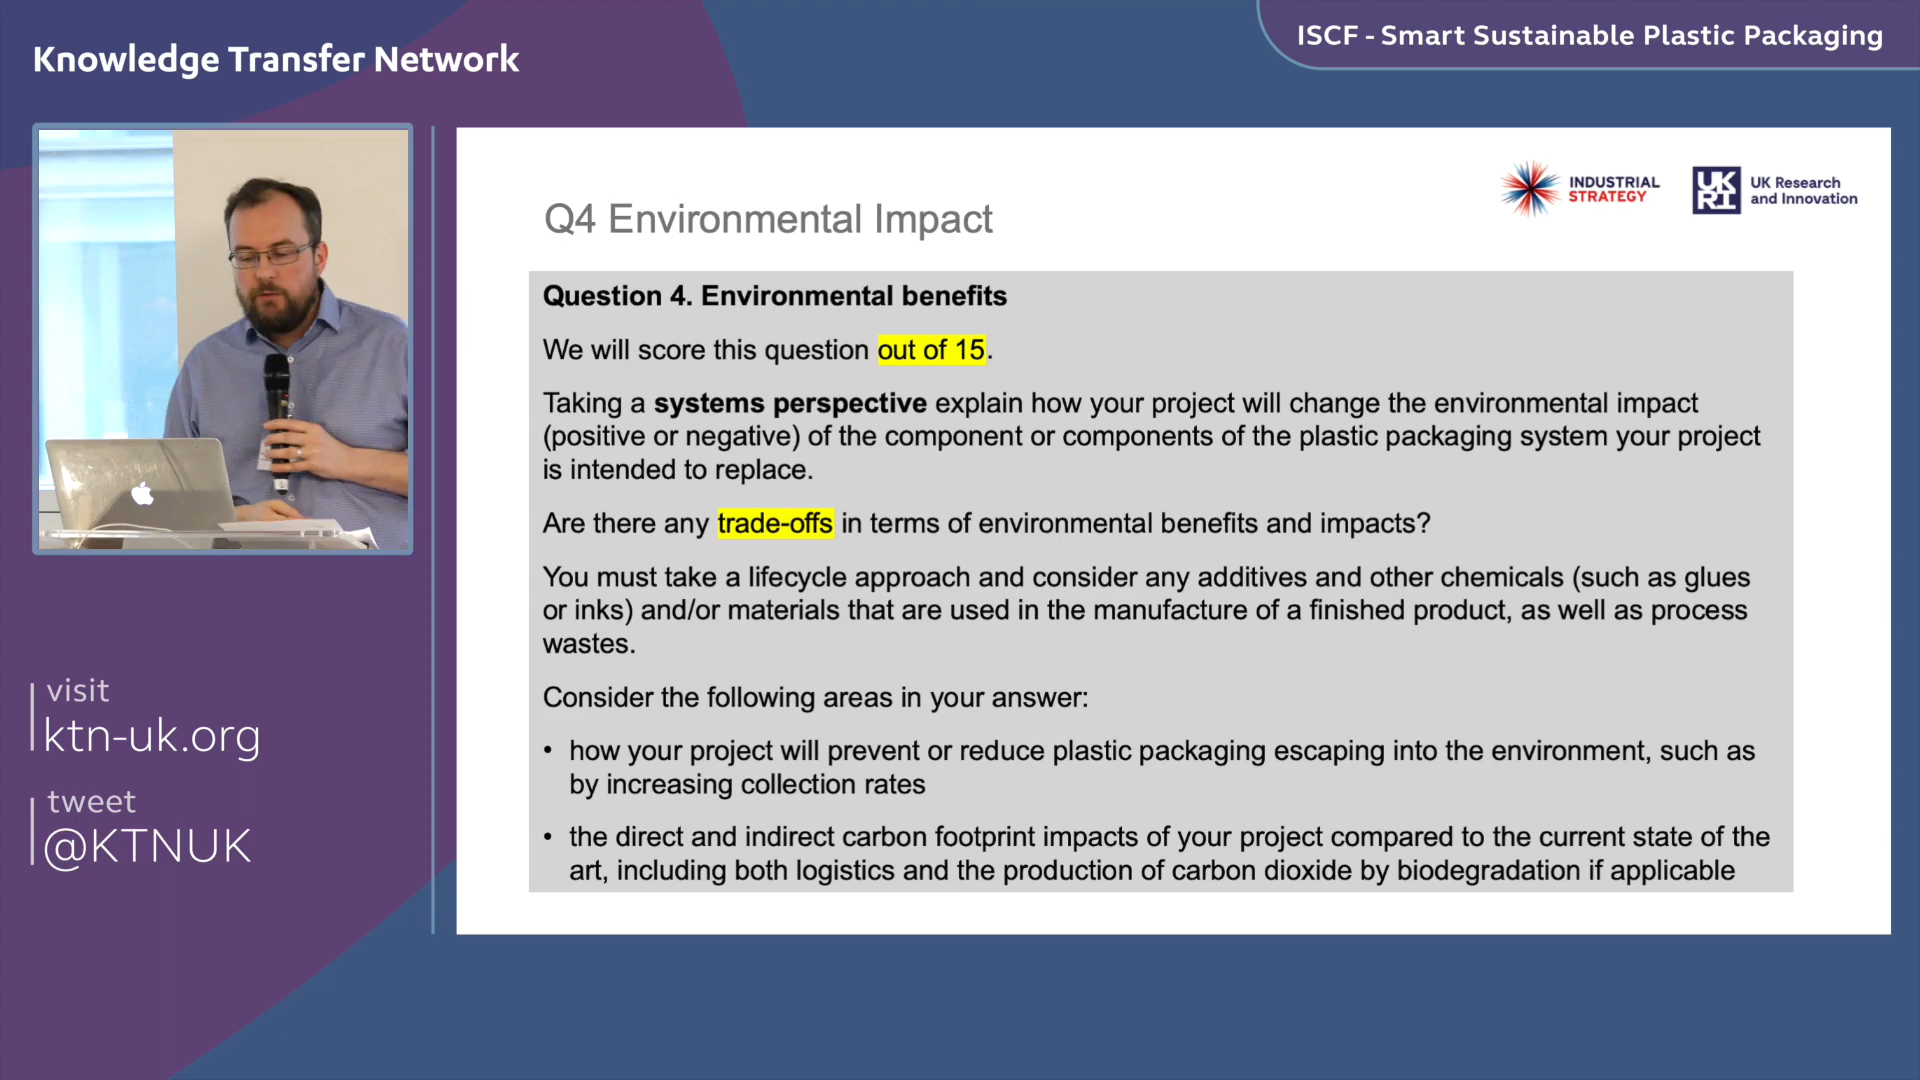 Knowledge Transfer Network
ISCF - Smart Sustainable Plastic Packaging
INDUSTRIAL
STRATEGY
UK
RI
UK Research
and Innovation
Q4 Environmental Impact
Question 4. Environmental benefits
We will score this question out of 15.
Taking a systems perspective explain how your project will change the environmental impact
(positive or negative) of the component or components of the plastic packaging system your project
is intended to replace.
Are there any trade-offs in terms of environmental benefits and impacts?
You must take a lifecycle approach and consider any additives and other chemicals (such as glues
or inks) and/or materials that are used in the manufacture of a finished product, as well as process
wastes.
Consider the following areas in your answer:
• how your project will prevent or reduce plastic packaging escaping into the environment, such as
by increasing collection rates
• the direct and indirect carbon footprint impacts of your project compared to the current state of the
art, including both logistics and the production of carbon dioxide by biodegradation if applicable
visit
ktn-uk.org
tweet
@KTNUK